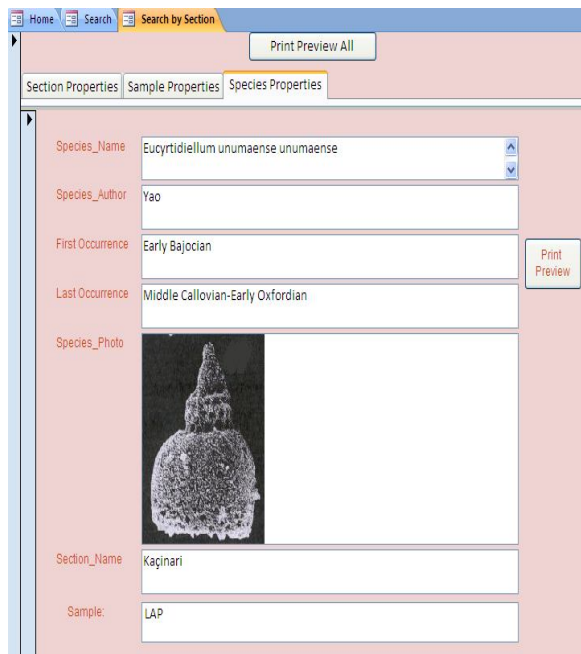 Home Search Search by Section
Print Preview All
Section Properties Sample Properties Species Properties
Species_Name Eucyrtidiellum unumaense unumaense
Species_Author Yao
First Occurrence Early Bajocian
Print
Preview
Last Occurrence Middle Callovian-Early Oxfordian
Species_Photo
Section_Name Kaçinari
Sample: LAP